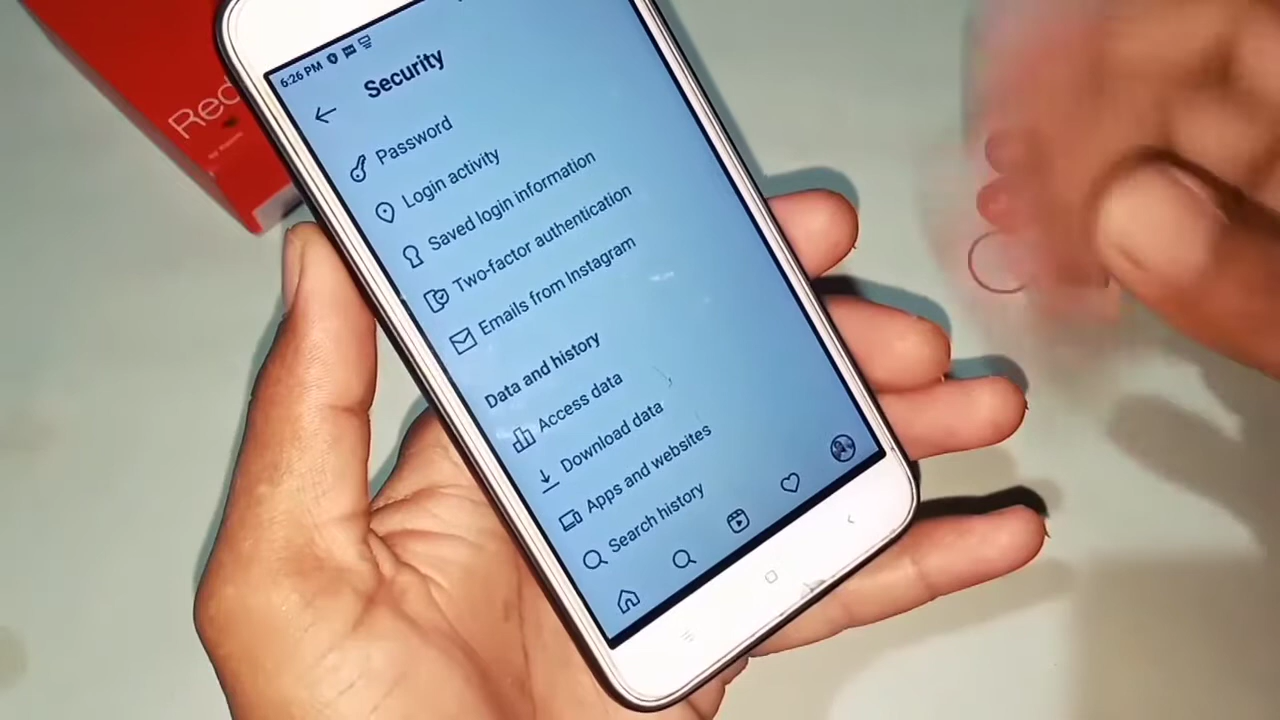 6:26 PM
Security
Password
Login activity
Saved login information
Two-factor authentication
Emails from Instagram
Data and history
Access data
Download data
Apps and websites
Search history
Red